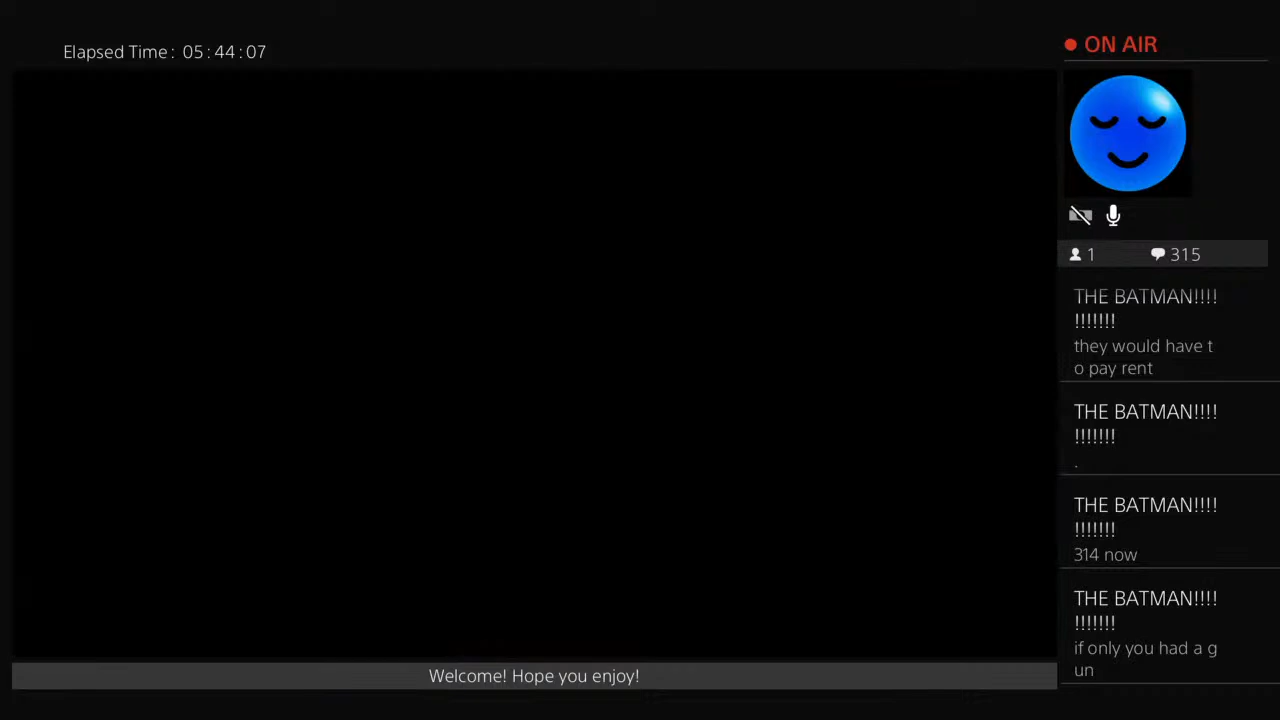 Elapsed Time: 05:44:07
ON AIR
1 315
THE BATMAN!!!!
!!!!!!!
they would have t
o pay rent
THE BATMAN!!!!
!!!!!!!
.
THE BATMAN!!!!
!!!!!!!
314 now
THE BATMAN!!!!
!!!!!!!
if only you had a g
un
Welcome! Hope you enjoy!